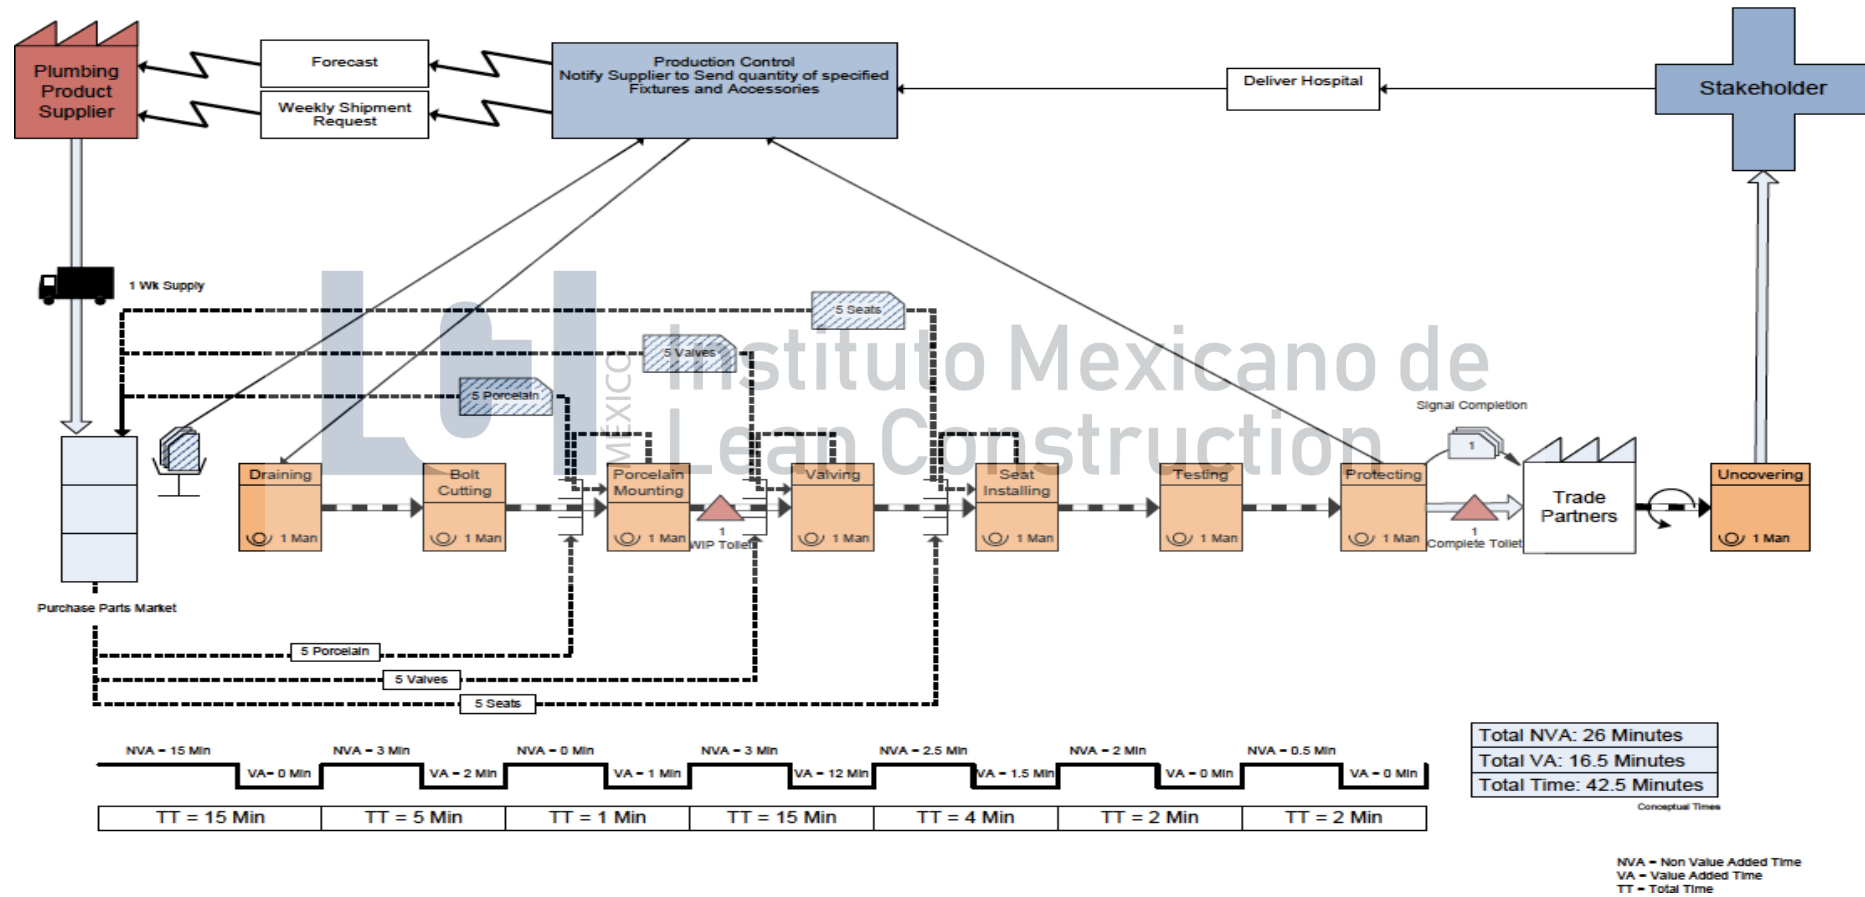 Plumbing
Product
Supplier
Forecast
Weekly Shipment
Request
Production Control
Notify Supplier to Send quantity of specified
Fixtures and Accessories
Deliver Hospital
Stakeholder
1 Wk Supply
5 Seats
5 Valves
5 Porcelain
LCI
MÉXICO
Instituto Mexicano de
Lean Construction
Signal Completion
1
Draining
1 Man
Bolt
Cutting
1 Man
Porcelain
Mounting
1 Man
1
WIP Toilet
Valving
1 Man
Seat
Installing
1 Man
Testing
1 Man
Protecting
1 Man
1
Complete Toilet
Trade
Partners
Uncovering
1 Man
Purchase Parts Market
5 Porcelain
5 Valves
5 Seats
NVA = 15 Min
VA= 0 Min
NVA = 3 Min
VA = 2 Min
NVA = 0 Min
VA = 1 Min
NVA = 3 Min
VA = 12 Min
NVA = 2.5 Min
VA = 1.5 Min
NVA = 2 Min
VA = 0 Min
NVA = 0.5 Min
VA = 0 Min
TT = 15 Min
TT = 5 Min
TT = 1 Min
TT = 15 Min
TT = 4 Min
TT = 2 Min
TT = 2 Min
Total NVA: 26 Minutes
Total VA: 16.5 Minutes
Total Time: 42.5 Minutes
Conceptual Times
NVA = Non Value Added Time
VA = Value Added Time
TT = Total Time